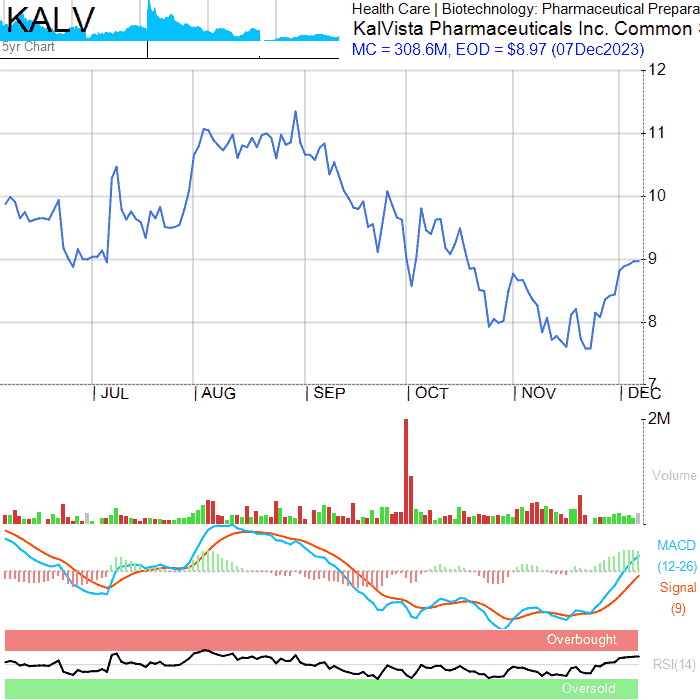 KALV
5yr Chart
Health Care | Biotechnology: Pharmaceutical Prepara
KalVista Pharmaceuticals Inc. Common
MC = 308.6M, EOD = $8.97 (07Dec2023)
12
11
10
9
8
7
JUL AUG SEP OCT NOV DEC
2M
Volume
MACD
(12-26)
Signal
(9)
Overbought
RSI(14)
Oversold